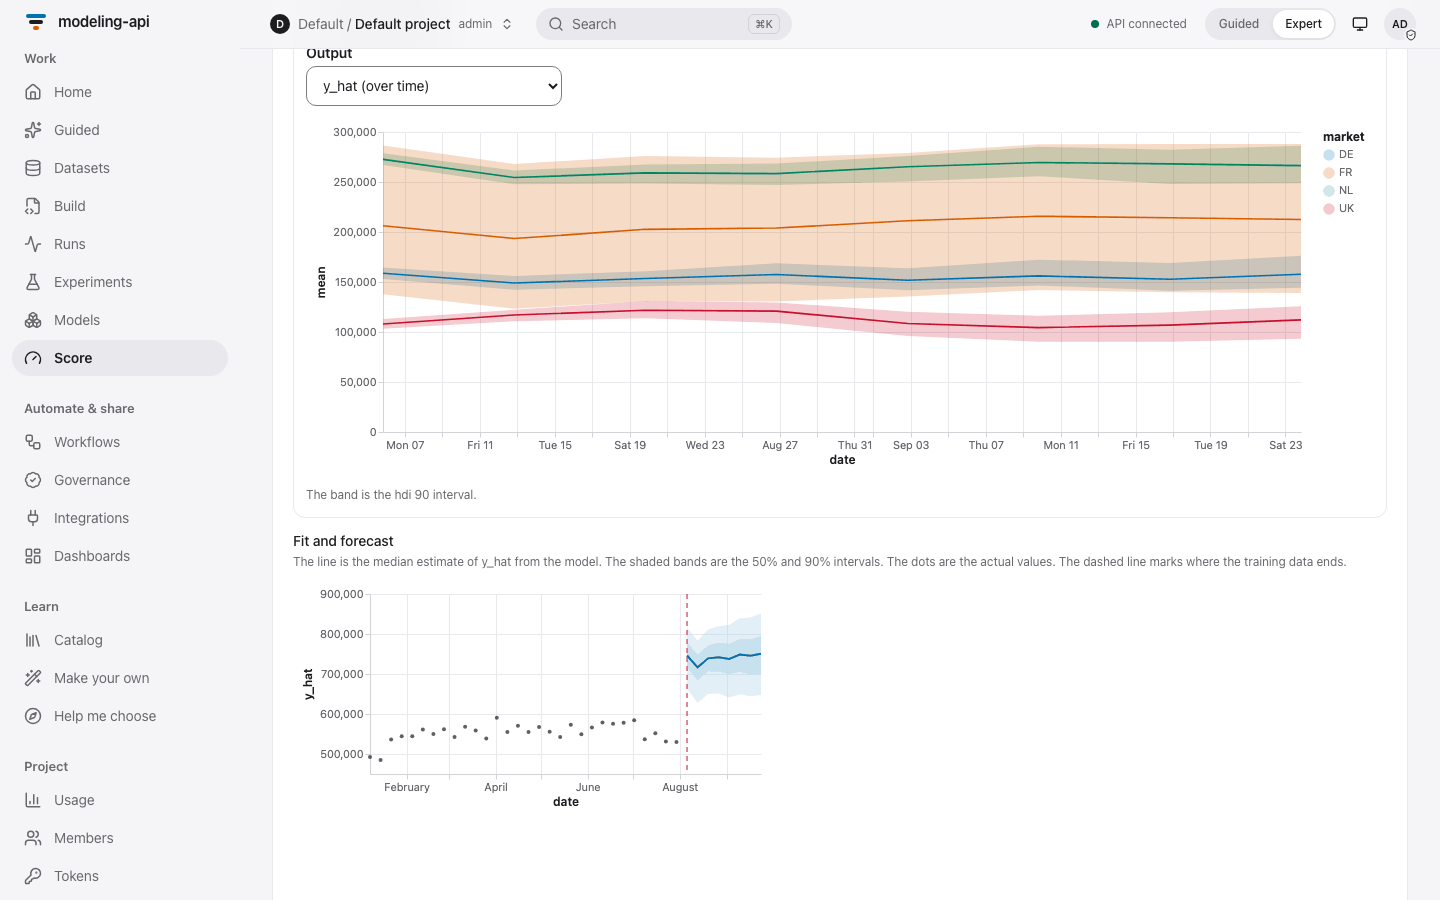 modeling-api
D
Default / Default project admin
Search
⌘K
API connected
Guided
Expert
AD
Work
Home
Guided
Datasets
Build
Runs
Experiments
Models
Score
Automate & share
Workflows
Governance
Integrations
Dashboards
Learn
Catalog
Make your own
Help me choose
Project
Usage
Members
Tokens
Output
y_hat (over time)
300,000
250,000
200,000
150,000
100,000
50,000
0
mean
Mon 07
Fri 11
Tue 15
Sat 19
Wed 23
Aug 27
Thu 31
Sep 03
Thu 07
Mon 11
Fri 15
Tue 19
Sat 23
date
market
DE
FR
NL
UK
The band is the hdi 90 interval.
Fit and forecast
The line is the median estimate of y_hat from the model. The shaded bands are the 50% and 90% intervals. The dots are the actual values. The dashed line marks where the training data ends.
900,000
800,000
700,000
600,000
500,000
y_hat
February
April
June
August
date